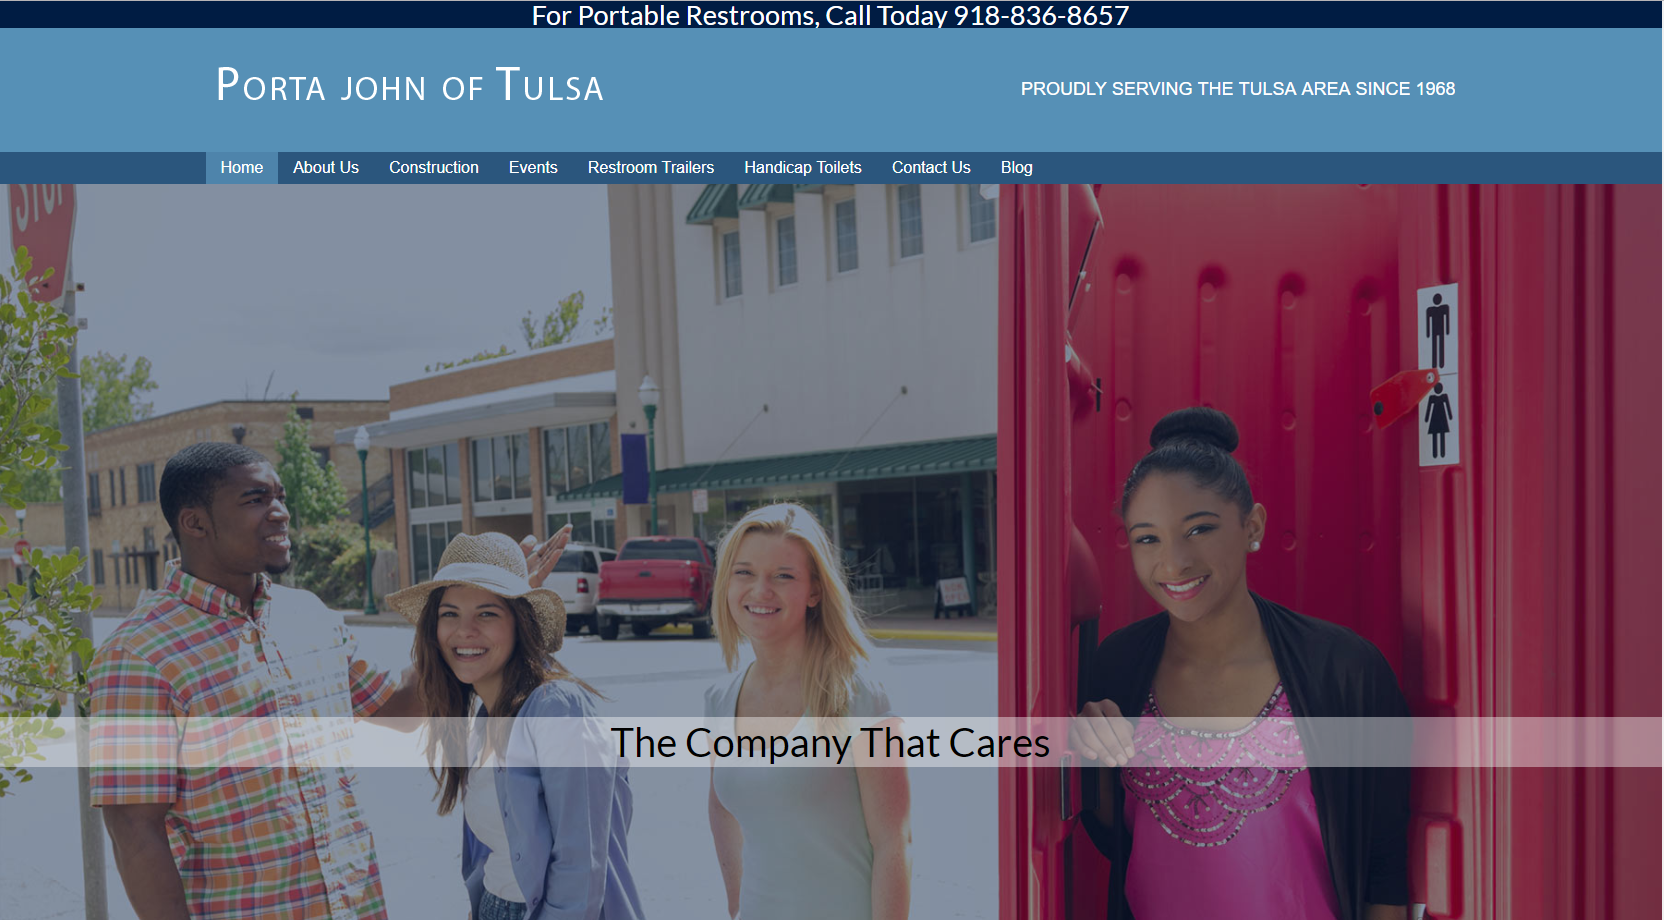 For Portable Restrooms, Call Today 918-836-8657
PORTA JOHN OF TULSA
PROUDLY SERVING THE TULSA AREA SINCE 1968
Home About Us Construction Events Restroom Trailers Handicap Toilets Contact Us Blog
STOP
The Company That Cares